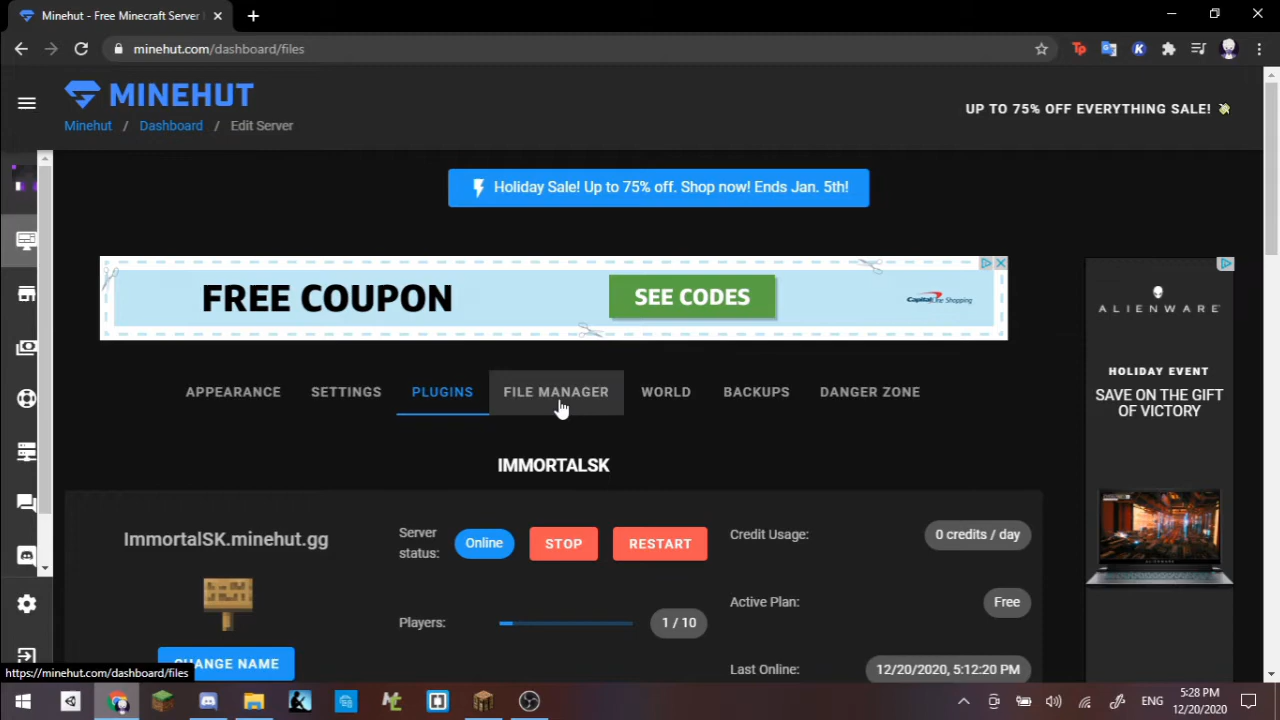 Minehut - Free Minecraft Server
minehut.com/dashboard/files
MINEHUT
Minehut / Dashboard / Edit Server
UP TO 75% OFF EVERYTHING SALE!
Holiday Sale! Up to 75% off. Shop now! Ends Jan. 5th!
FREE COUPON
SEE CODES
Capital One Shopping
ALIENWARE
HOLIDAY EVENT
SAVE ON THE GIFT
OF VICTORY
APPEARANCE SETTINGS PLUGINS FILE MANAGER WORLD BACKUPS DANGER ZONE
IMMORTALSK
ImmortalSK.minehut.gg
Server
status:
Online
STOP
RESTART
Credit Usage:
0 credits / day
Players:
1 / 10
Active Plan:
Free
CHANGE NAME
Last Online:
12/20/2020, 5:12:20 PM
https://minehut.com/dashboard/files
ENG
5:28 PM
12/20/2020